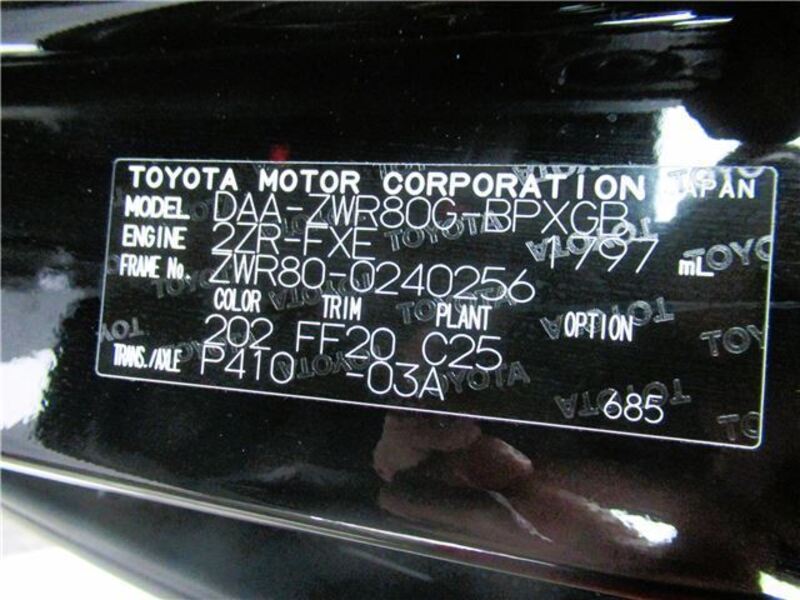 TOYOTA MOTOR CORPORATION JAPAN
MODEL DAA-ZWR80G-BPXGB
ENGINE 2ZR-FXE 1797 mL
FRAME No. ZWR80-0240256
COLOR TRIM PLANT OPTION
202 FF20 C25
TRANS./AXLE P410 -03A
685